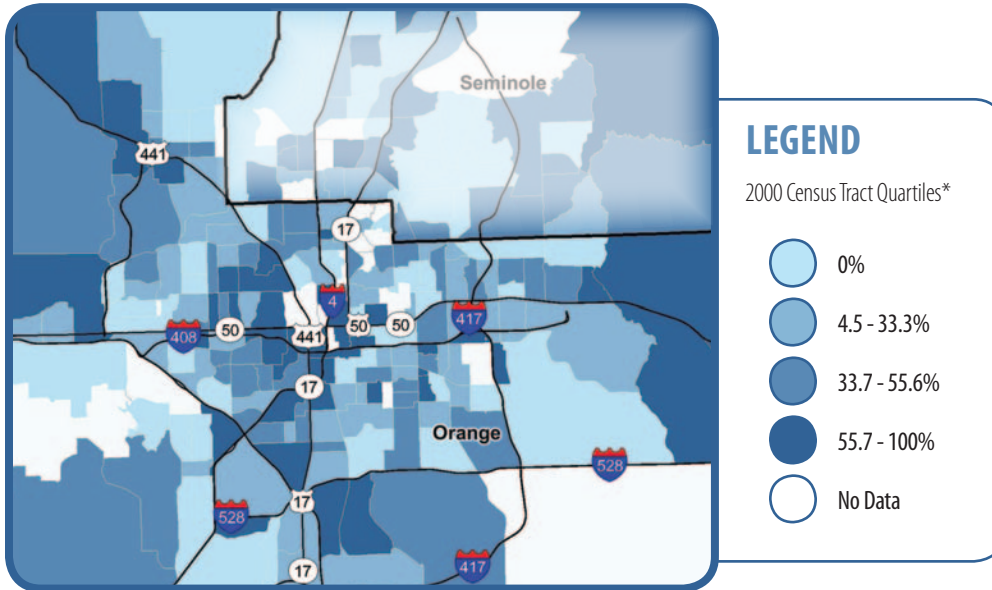 Seminole
441
17
4
417
408
50
441
50
50
17
Orange
528
17
528
417
17
LEGEND
2000 Census Tract Quartiles*
0%
4.5 - 33.3%
33.7 - 55.6%
55.7 - 100%
No Data